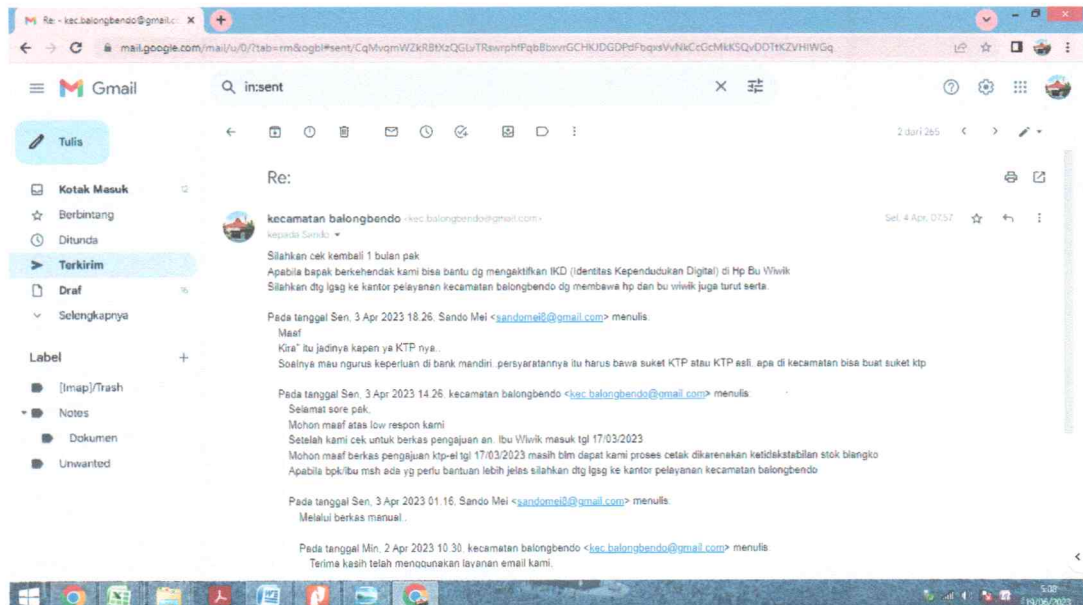 Re: - kec.balongbendo@gmail.c
mail.google.com/mail/u/0/?tab=rm&ogbl#sent/
Gmail
in:sent
Tulis
2 dari 265
Re:
Kotak Masuk 12
Berbintang
Ditunda
Terkirim
Draf 16
Selengkapnya
Label
[Imap]/Trash
Notes
Dokumen
Unwanted
kecamatan balongbendo <kec.balongbendo@gmail.com>
Sel, 4 Apr, 07.57
kepada Sando
Silahkan cek kembali 1 bulan pak
Apabila bapak berkehendak kami bisa bantu dg mengaktifkan IKD (Identitas Kependudukan Digital) di Hp Bu Wiwik
Silahkan dtg lgsg ke kantor pelayanan kecamatan balongbendo dg membawa hp dan bu wiwik juga turut serta.
Pada tanggal Sen, 3 Apr 2023 18.26, Sando Mei <sandomei8@gmail.com> menulis:
Maaf
Kira" itu jadinya kapan ya KTP nya..
Soalnya mau ngurus keperluan di bank mandiri. persyaratannya itu harus bawa suket KTP atau KTP asli. apa di kecamatan bisa buat suket ktp
Pada tanggal Sen, 3 Apr 2023 14.26, kecamatan balongbendo <kec.balongbendo@gmail.com> menulis:
Selamat sore pak,
Mohon maaf atas low respon kami
Setelah kami cek untuk berkas pengajuan an. Ibu Wiwik masuk tgl 17/03/2023
Mohon maaf berkas pengajuan ktp-el tgl 17/03/2023 masih blm dapat kami proses cetak dikarenakan ketidakstabilan stok blangko
Apabila bpk/ibu msh ada yg perlu bantuan lebih jelas silahkan dtg lgsg ke kantor pelayanan kecamatan balongbendo
Pada tanggal Sen, 3 Apr 2023 01.16, Sando Mei <sandomei8@gmail.com> menulis:
Melalui berkas manual..
Pada tanggal Min, 2 Apr 2023 10.30, kecamatan balongbendo <kec.balongbendo@gmail.com> menulis:
Terima kasih telah menggunakan layanan email kami.
5:08
19/06/2023